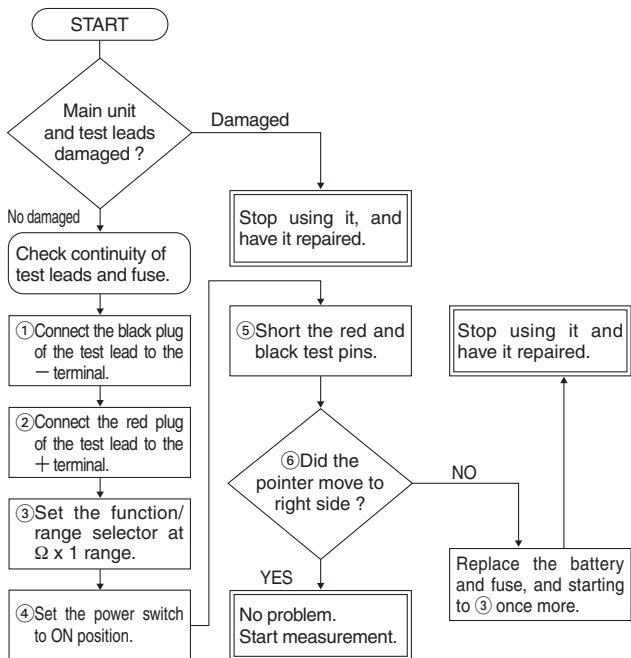 START
Main unit
and test leads
damaged ?
Damaged
No damaged
Stop using it, and
have it repaired.
Check continuity of
test leads and fuse.
①Connect the black plug
of the test lead to the
− terminal.
②Connect the red plug
of the test lead to the
+ terminal.
③Set the function/
range selector at
Ω x 1 range.
④Set the power switch
to ON position.
⑤Short the red and
black test pins.
⑥Did the
pointer move to
right side ?
NO
YES
No problem.
Start measurement.
Replace the battery
and fuse, and starting
to ③ once more.
Stop using it and
have it repaired.